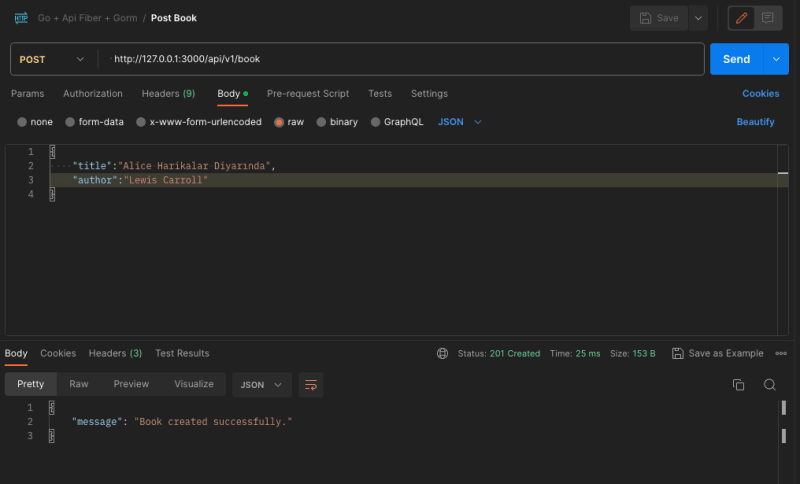 HTTP Go + Api Fiber + Gorm / Post Book Save
POST http://127.0.0.1:3000/api/v1/book Send
Params Authorization Headers (9) Body Pre-request Script Tests Settings Cookies
none form-data x-www-form-urlencoded raw binary GraphQL JSON Beautify
1 {
2 "title":"Alice Harikalar Diyarında",
3 "author":"Lewis Carroll"
4 }
Body Cookies Headers (3) Test Results Status: 201 Created Time: 25 ms Size: 153 B Save as Example
Pretty Raw Preview Visualize JSON
1 {
2 "message": "Book created successfully."
3 }